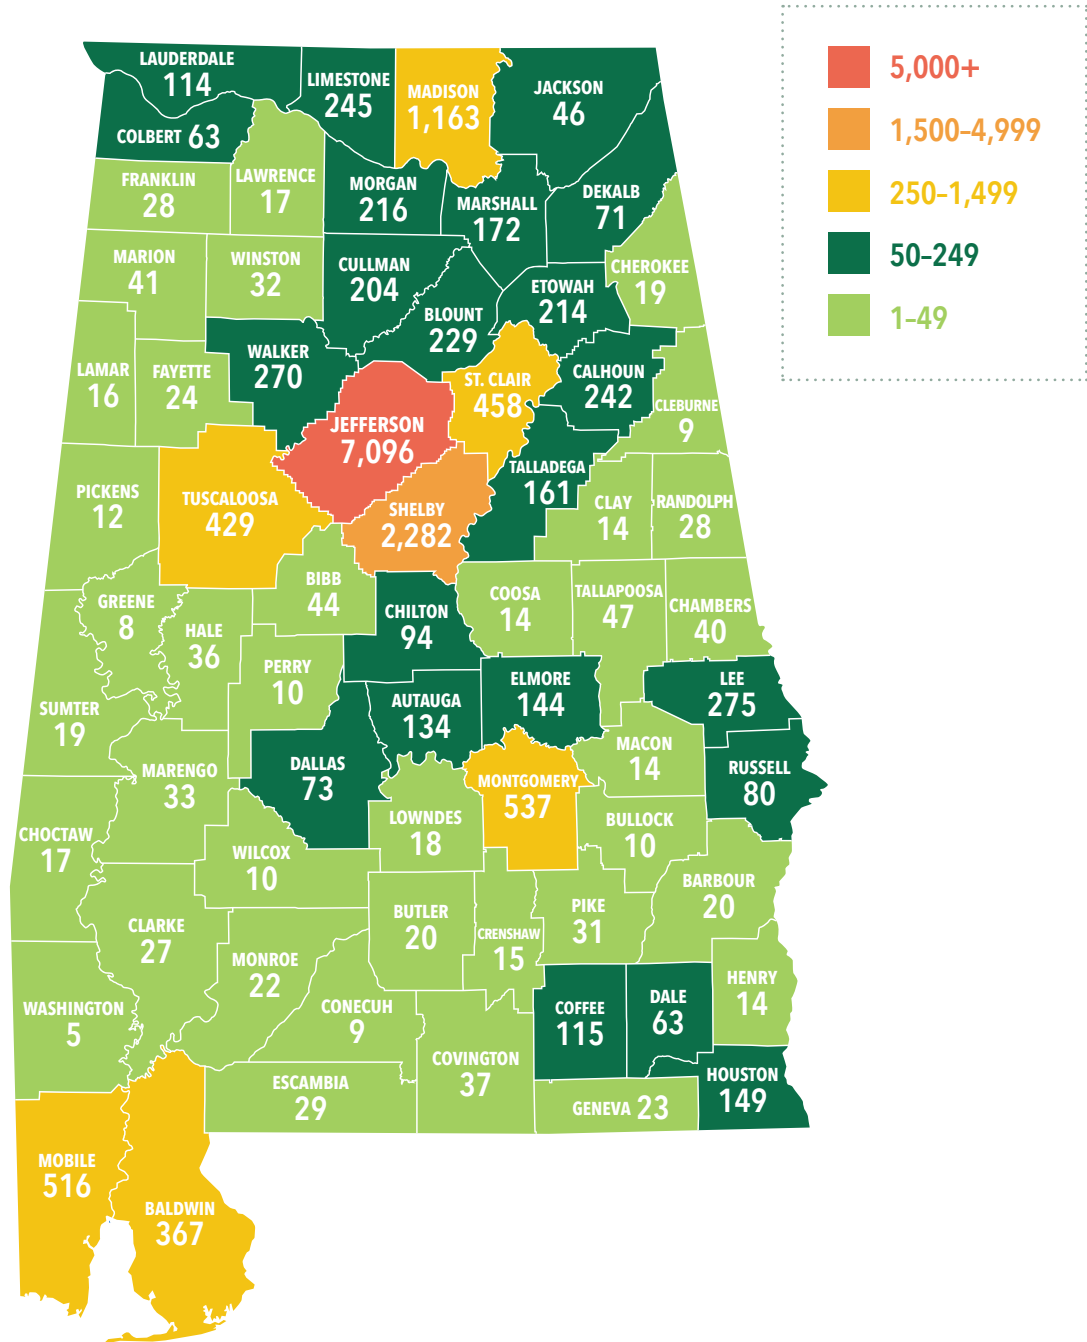 5,000+
1,500–4,999
250–1,499
50–249
1–49
LAUDERDALE
114
LIMESTONE
245
MADISON
1,163
JACKSON
46
COLBERT 63
FRANKLIN
28
LAWRENCE
17
MORGAN
216
MARSHALL
172
DEKALB
71
MARION
41
WINSTON
32
CULLMAN
204
BLOUNT
229
ETOWAH
214
CHEROKEE
19
LAMAR
16
FAYETTE
24
WALKER
270
JEFFERSON
7,096
ST. CLAIR
458
CALHOUN
242
CLEBURNE
9
PICKENS
12
TUSCALOOSA
429
SHELBY
2,282
TALLADEGA
161
CLAY
14
RANDOLPH
28
GREENE
8
HALE
36
BIBB
44
CHILTON
94
COOSA
14
TALLAPOOSA
47
CHAMBERS
40
SUMTER
19
PERRY
10
AUTAUGA
134
ELMORE
144
LEE
275
MARENGO
33
DALLAS
73
MONTGOMERY
537
MACON
14
RUSSELL
80
CHOCTAW
17
WILCOX
10
LOWNDES
18
BULLOCK
10
BARBOUR
20
CLARKE
27
MONROE
22
BUTLER
20
CRENSHAW
15
PIKE
31
HENRY
14
WASHINGTON
5
CONECUH
9
COVINGTON
37
COFFEE
115
DALE
63
HOUSTON
149
ESCAMBIA
29
GENEVA 23
MOBILE
516
BALDWIN
367